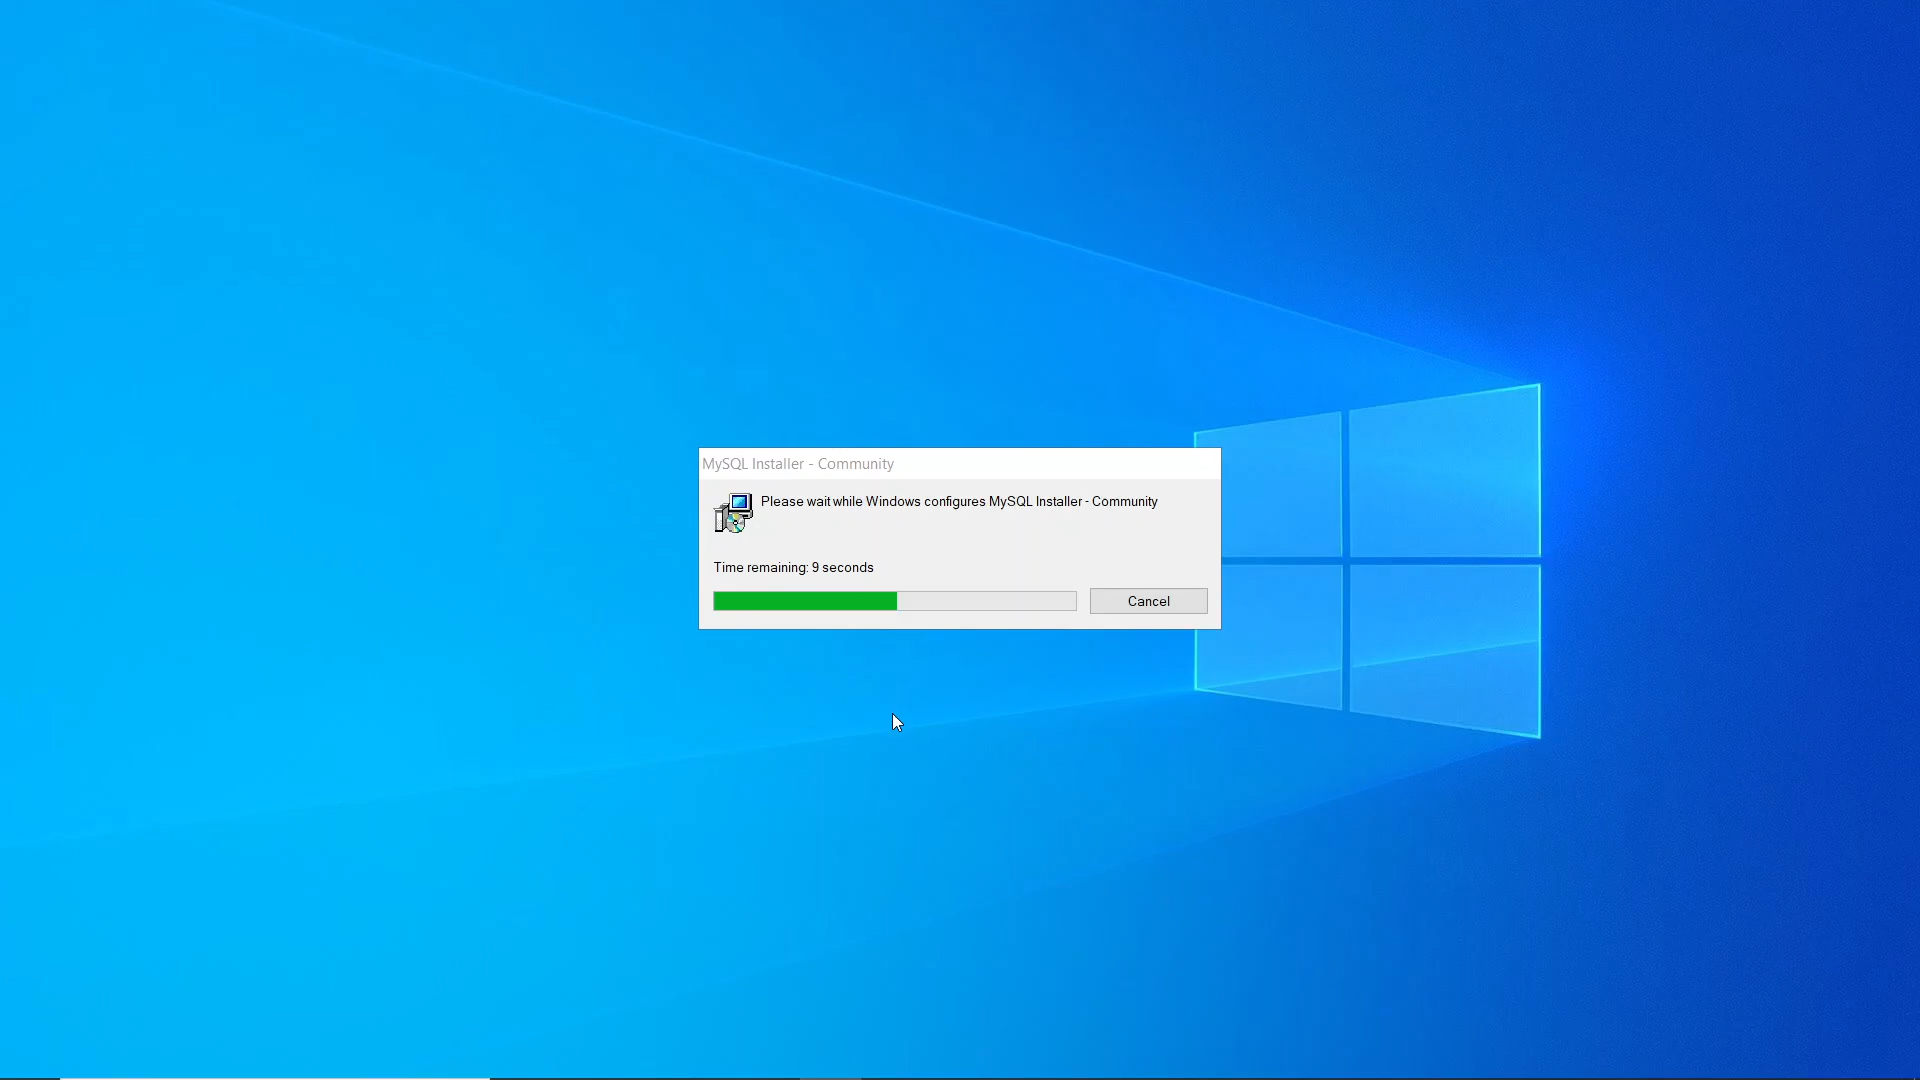 MySQL Installer - Community
Please wait while Windows configures MySQL Installer - Community
Time remaining: 9 seconds
Cancel